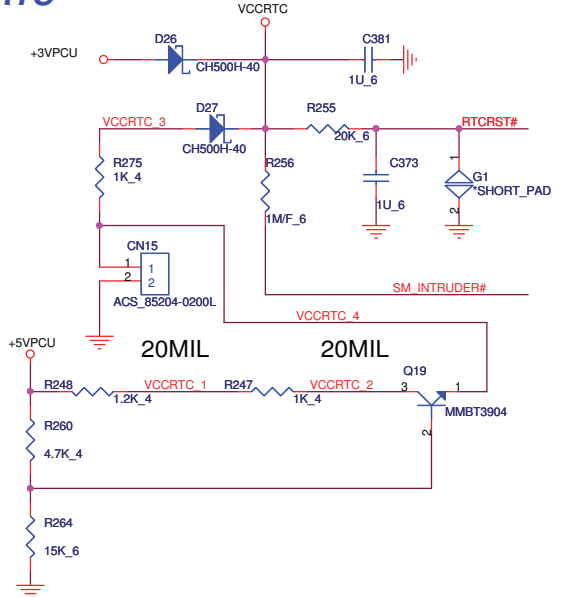 VCCRTC
+3VPCU
D26
CH500H-40
C381
1U_6
VCCRTC_3
D27
CH500H-40
R255
20K_6
RTCRST#
R275
1K_4
R256
1M/F_6
C373
1U_6
1
G1
*SHORT_PAD
2
CN15
1 1
2 2
ACS_85204-0200L
SM_INTRUDER#
VCCRTC_4
+5VPCU
20MIL
20MIL
R248
1.2K_4
VCCRTC_1
R247
1K_4
VCCRTC_2
3
Q19
1
MMBT3904
2
R260
4.7K_4
R264
15K_6